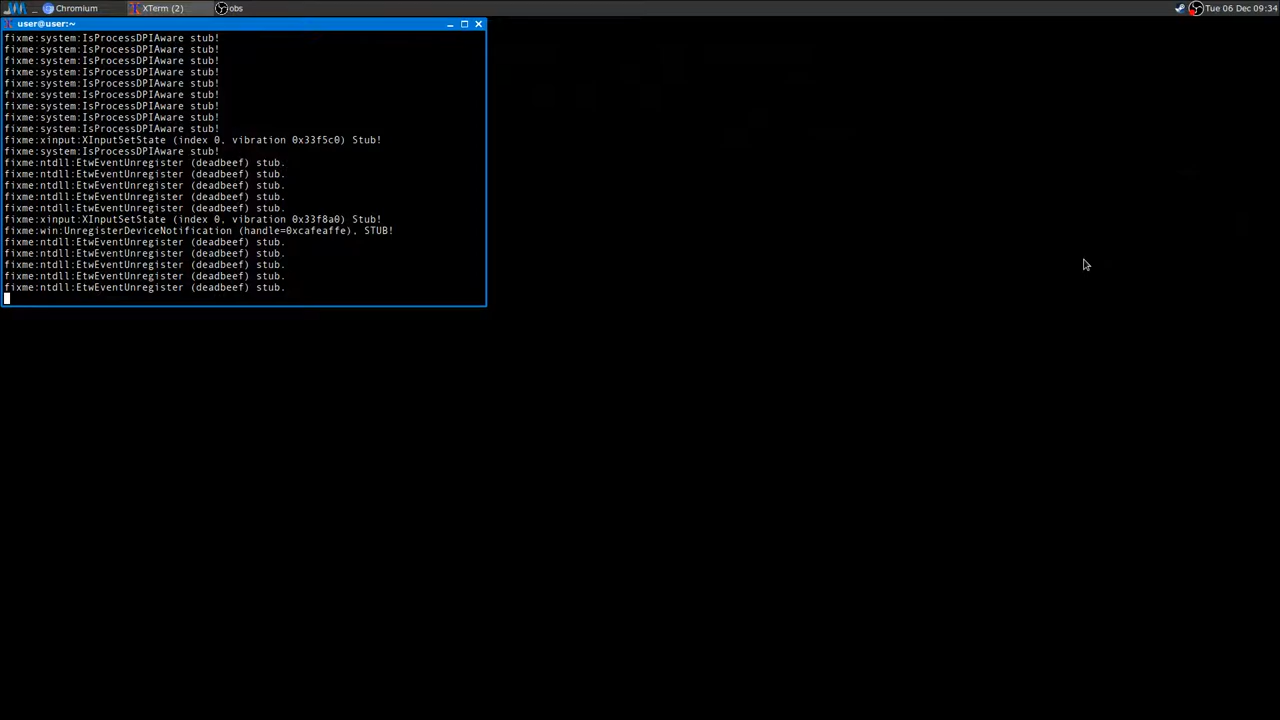 Chromium
XTerm (2)
obs
Tue 06 Dec 09:34
user@user:~
fixme:system:IsProcessDPIAware stub!
fixme:system:IsProcessDPIAware stub!
fixme:system:IsProcessDPIAware stub!
fixme:system:IsProcessDPIAware stub!
fixme:system:IsProcessDPIAware stub!
fixme:system:IsProcessDPIAware stub!
fixme:system:IsProcessDPIAware stub!
fixme:system:IsProcessDPIAware stub!
fixme:system:IsProcessDPIAware stub!
fixme:xinput:XInputSetState (index 0, vibration 0x33f5c0) Stub!
fixme:system:IsProcessDPIAware stub!
fixme:ntdll:EtwEventUnregister (deadbeef) stub.
fixme:ntdll:EtwEventUnregister (deadbeef) stub.
fixme:ntdll:EtwEventUnregister (deadbeef) stub.
fixme:ntdll:EtwEventUnregister (deadbeef) stub.
fixme:ntdll:EtwEventUnregister (deadbeef) stub.
fixme:xinput:XInputSetState (index 0, vibration 0x33f8a0) Stub!
fixme:win:UnregisterDeviceNotification (handle=0xcafeaffe), STUB!
fixme:ntdll:EtwEventUnregister (deadbeef) stub.
fixme:ntdll:EtwEventUnregister (deadbeef) stub.
fixme:ntdll:EtwEventUnregister (deadbeef) stub.
fixme:ntdll:EtwEventUnregister (deadbeef) stub.
fixme:ntdll:EtwEventUnregister (deadbeef) stub.